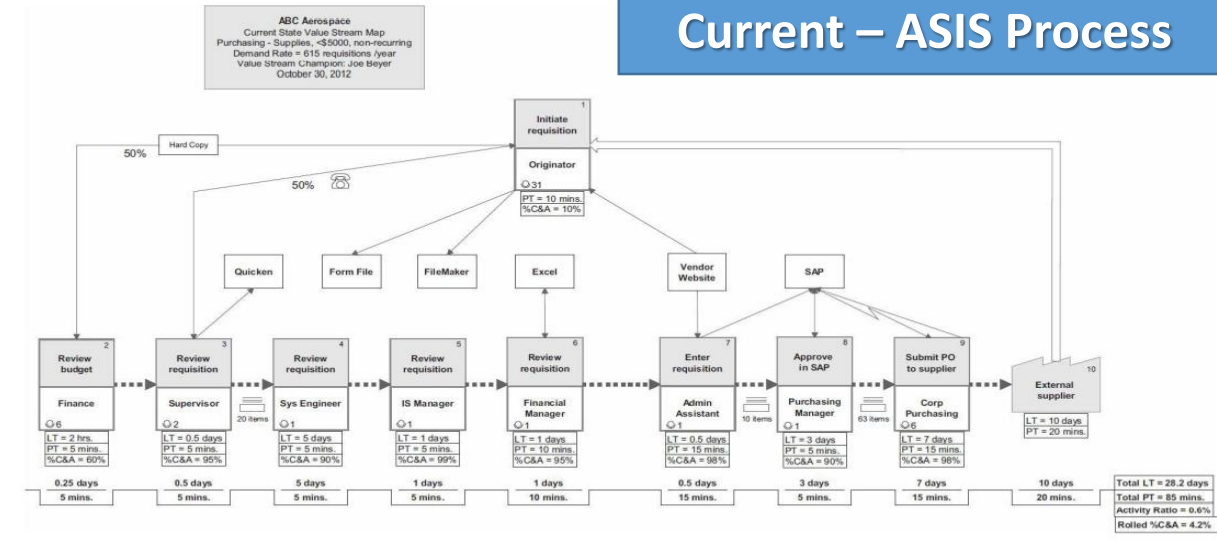 Current – ASIS Process
ABC Aerospace
Current State Value Stream Map
Purchasing - Supplies, <$5000, non-recurring
Demand Rate = 615 requisitions /year
Value Stream Champion: Joe Beyer
October 30, 2012
1
Initiate
requisition
Originator
31
PT = 10 mins.
%C&A = 10%
Hard Copy
50%
50%
Quicken
Form File
FileMaker
Excel
Vendor
Website
SAP
2
Review
budget
Finance
6
LT = 2 hrs.
PT = 5 mins.
%C&A = 60%
3
Review
requisition
Supervisor
2
LT = 0.5 days
PT = 5 mins.
%C&A = 95%
20 items
4
Review
requisition
Sys Engineer
1
LT = 5 days
PT = 5 mins.
%C&A = 90%
5
Review
requisition
IS Manager
1
LT = 1 days
PT = 5 mins.
%C&A = 99%
6
Review
requisition
Financial
Manager
1
LT = 1 days
PT = 10 mins.
%C&A = 95%
7
Enter
requisition
Admin
Assistant
1
LT = 0.5 days
PT = 15 mins.
%C&A = 98%
10 items
8
Approve
in SAP
Purchasing
Manager
1
LT = 3 days
PT = 5 mins.
%C&A = 90%
63 items
9
Submit PO
to supplier
Corp
Purchasing
6
LT = 7 days
PT = 15 mins.
%C&A = 98%
10
External
supplier
LT = 10 days
PT = 20 mins.
0.25 days
5 mins.
0.5 days
5 mins.
5 days
5 mins.
1 days
5 mins.
1 days
10 mins.
0.5 days
15 mins.
3 days
5 mins.
7 days
15 mins.
10 days
20 mins.
Total LT = 28.2 days
Total PT = 85 mins.
Activity Ratio = 0.6%
Rolled %C&A = 4.2%